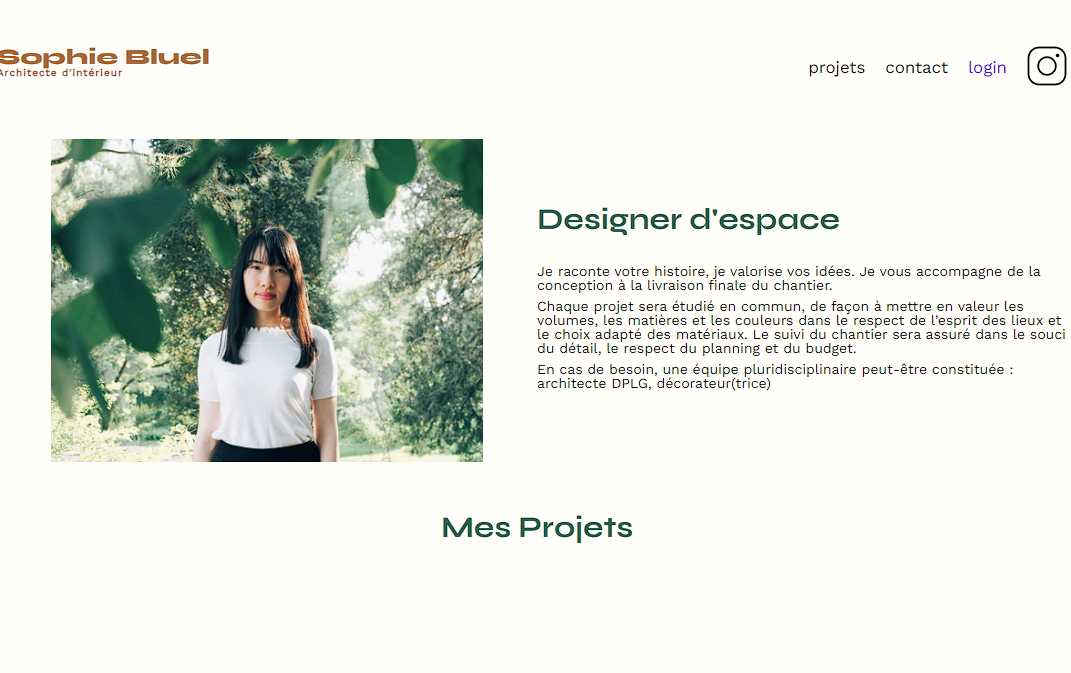 Sophie Bluel
Architecte d'intérieur
projets contact login
Designer d'espace
Je raconte votre histoire, je valorise vos idées. Je vous accompagne de la
conception à la livraison finale du chantier.
Chaque projet sera étudié en commun, de façon à mettre en valeur les
volumes, les matières et les couleurs dans le respect de l’esprit des lieux et
le choix adapté des matériaux. Le suivi du chantier sera assuré dans le souci
du détail, le respect du planning et du budget.
En cas de besoin, une équipe pluridisciplinaire peut-être constituée :
architecte DPLG, décorateur(trice)
Mes Projets